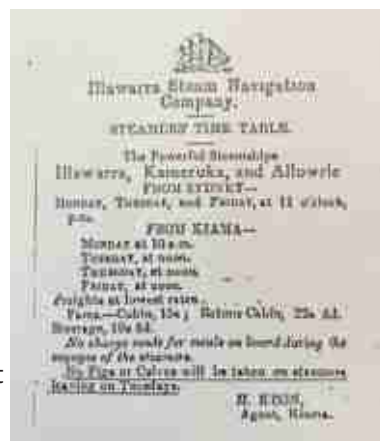 t
Illawarra Steam Navigation
Company.
STEAMERS' TIME TABLE.
The Powerful Steamships
Illawarra, Kameruka, and Allowrie
FROM SYDNEY—
MONDAY, TUESDAY, and FRIDAY, at 11 o'clock,
p.m.
FROM KIAMA—
MONDAY at 10 a.m.
TUESDAY, at noon.
THURSDAY, at noon.
FRIDAY, at noon.
Freights at lowest rates.
Fares.—Cabin, 15s; Return Cabin, 22s 6d.
Steerage, 10s 6d.
No charge made for meals on board during the
voyages of the steamers.
No Pigs or Calves will be taken on steamers
leaving on Tuesdays.
Agent, Kiama.